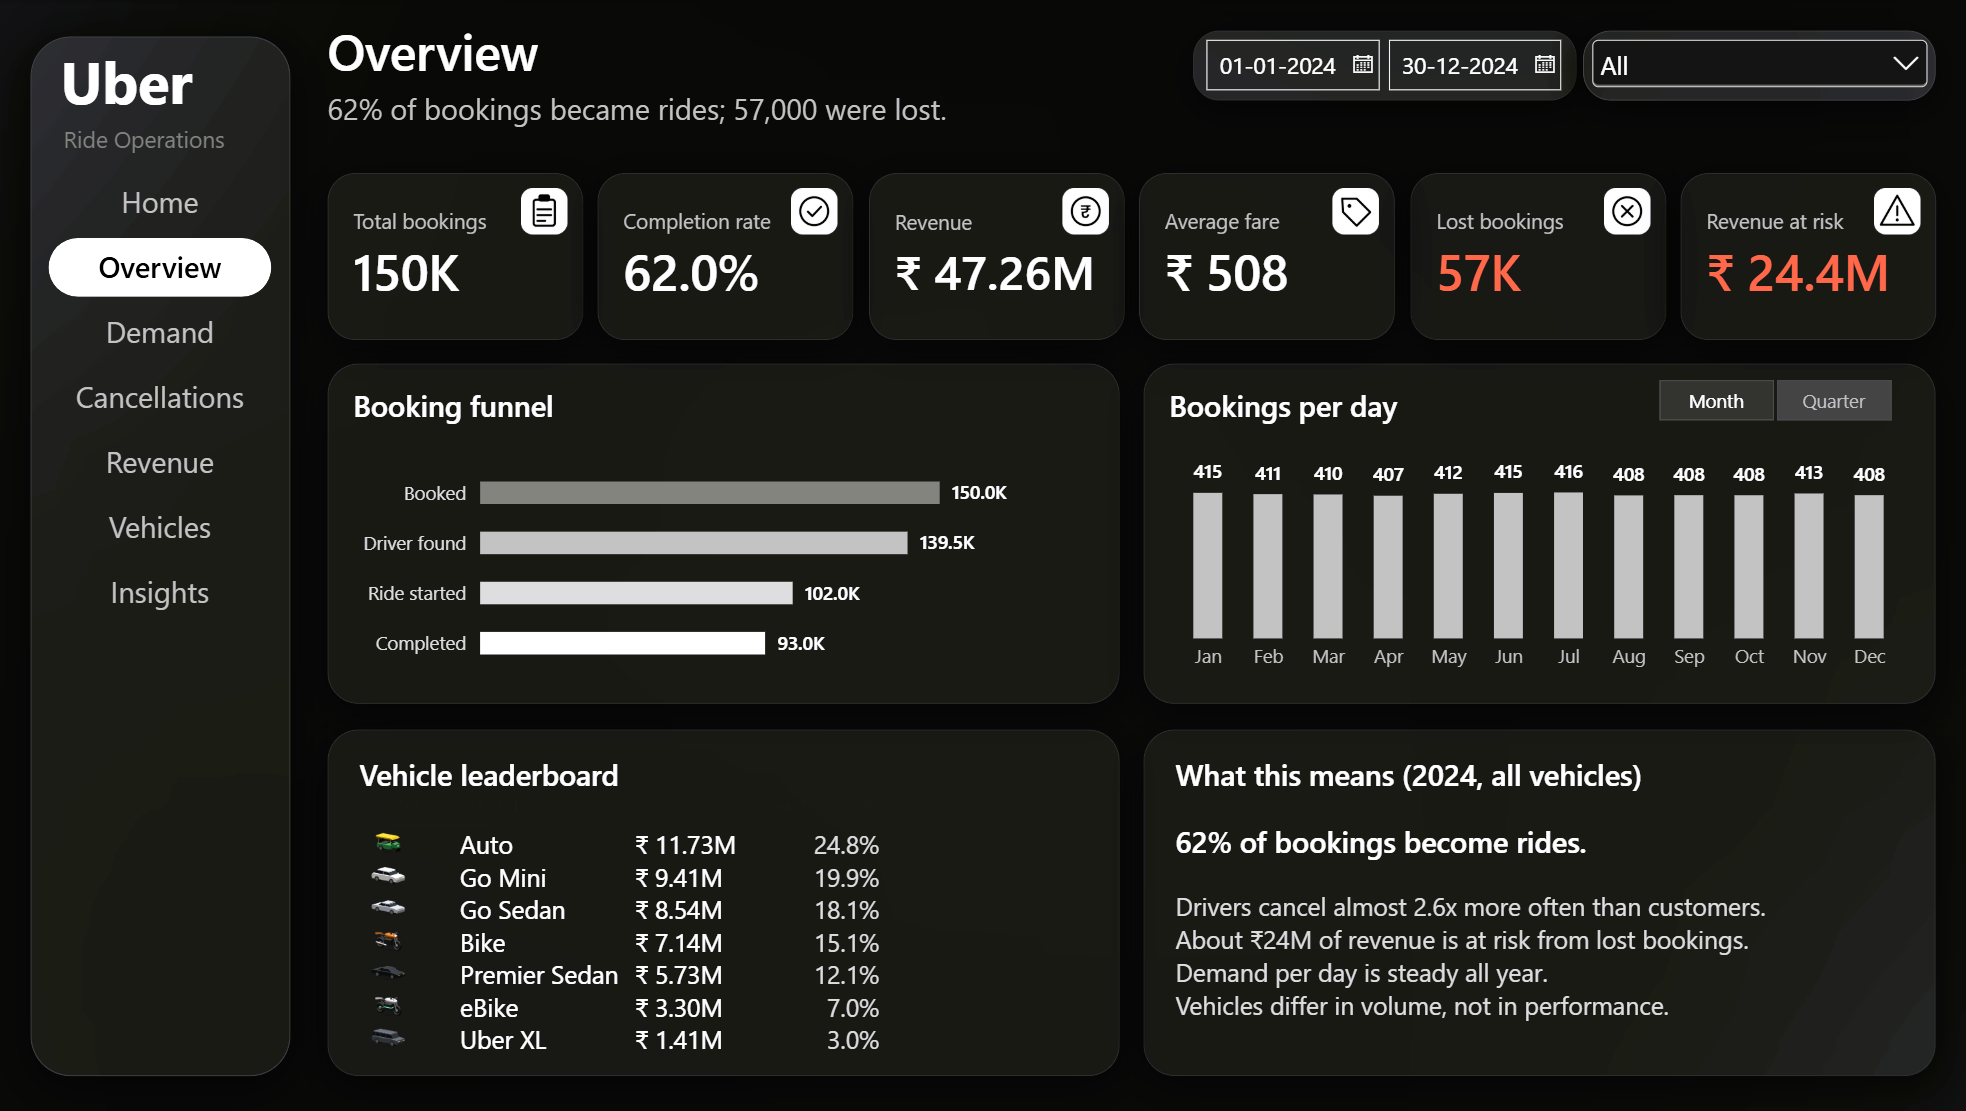 Uber
Ride Operations
Home
Overview
Demand
Cancellations
Revenue
Vehicles
Insights
Overview
62% of bookings became rides; 57,000 were lost.
01-01-2024
30-12-2024
All
Total bookings
150K
Completion rate
62.0%
Revenue
₹ 47.26M
Average fare
₹ 508
Lost bookings
57K
Revenue at risk
₹ 24.4M
Booking funnel
Booked 150.0K
Driver found 139.5K
Ride started 102.0K
Completed 93.0K
Bookings per day
Month Quarter
415 411 410 407 412 415 416 408 408 408 413 408
Jan Feb Mar Apr May Jun Jul Aug Sep Oct Nov Dec
Vehicle leaderboard
Auto ₹ 11.73M 24.8%
Go Mini ₹ 9.41M 19.9%
Go Sedan ₹ 8.54M 18.1%
Bike ₹ 7.14M 15.1%
Premier Sedan ₹ 5.73M 12.1%
eBike ₹ 3.30M 7.0%
Uber XL ₹ 1.41M 3.0%
What this means (2024, all vehicles)
62% of bookings become rides.
Drivers cancel almost 2.6x more often than customers.
About ₹24M of revenue is at risk from lost bookings.
Demand per day is steady all year.
Vehicles differ in volume, not in performance.